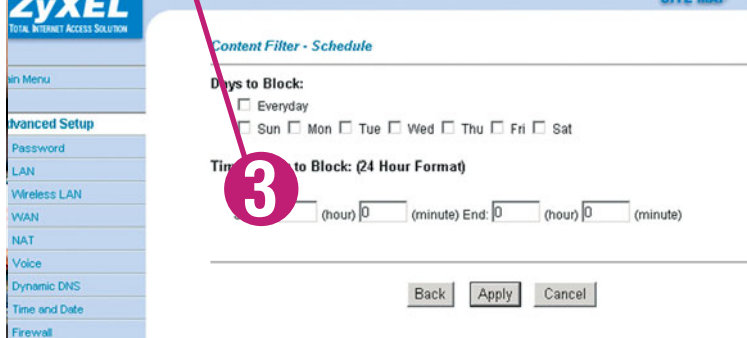 ZyXEL
TOTAL INTERNET ACCESS SOLUTION
Content Filter - Schedule
Main Menu
Days to Block:
Everyday
Sun Mon Tue Wed Thu Fri Sat
Advanced Setup
Password
LAN
Wireless LAN
WAN
NAT
Voice
Dynamic DNS
Time and Date
Firewall
to Block: (24 Hour Format)
3
(hour) 0 (minute) End: 0 (hour) 0 (minute)
Back Apply Cancel